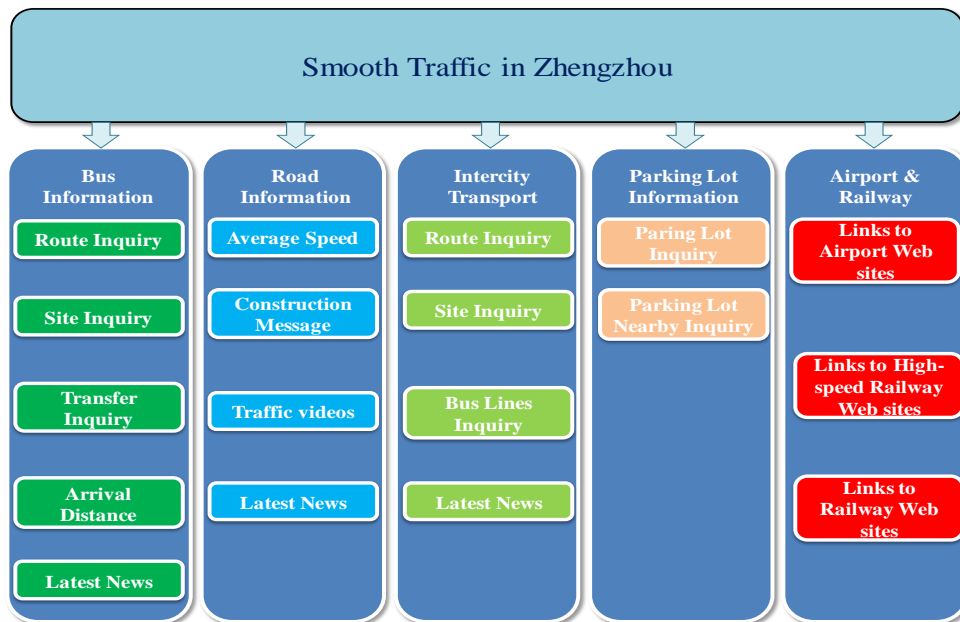 Smooth Traffic in Zhengzhou
Bus
Information
Route Inquiry
Site Inquiry
Transfer
Inquiry
Arrival
Distance
Latest News
Road
Information
Average Speed
Construction
Message
Traffic videos
Latest News
Intercity
Transport
Route Inquiry
Site Inquiry
Bus Lines
Inquiry
Latest News
Parking Lot
Information
Paring Lot
Inquiry
Parking Lot
Nearby Inquiry
Airport &
Railway
Links to
Airport Web
sites
Links to High-
speed Railway
Web sites
Links to
Railway Web
sites